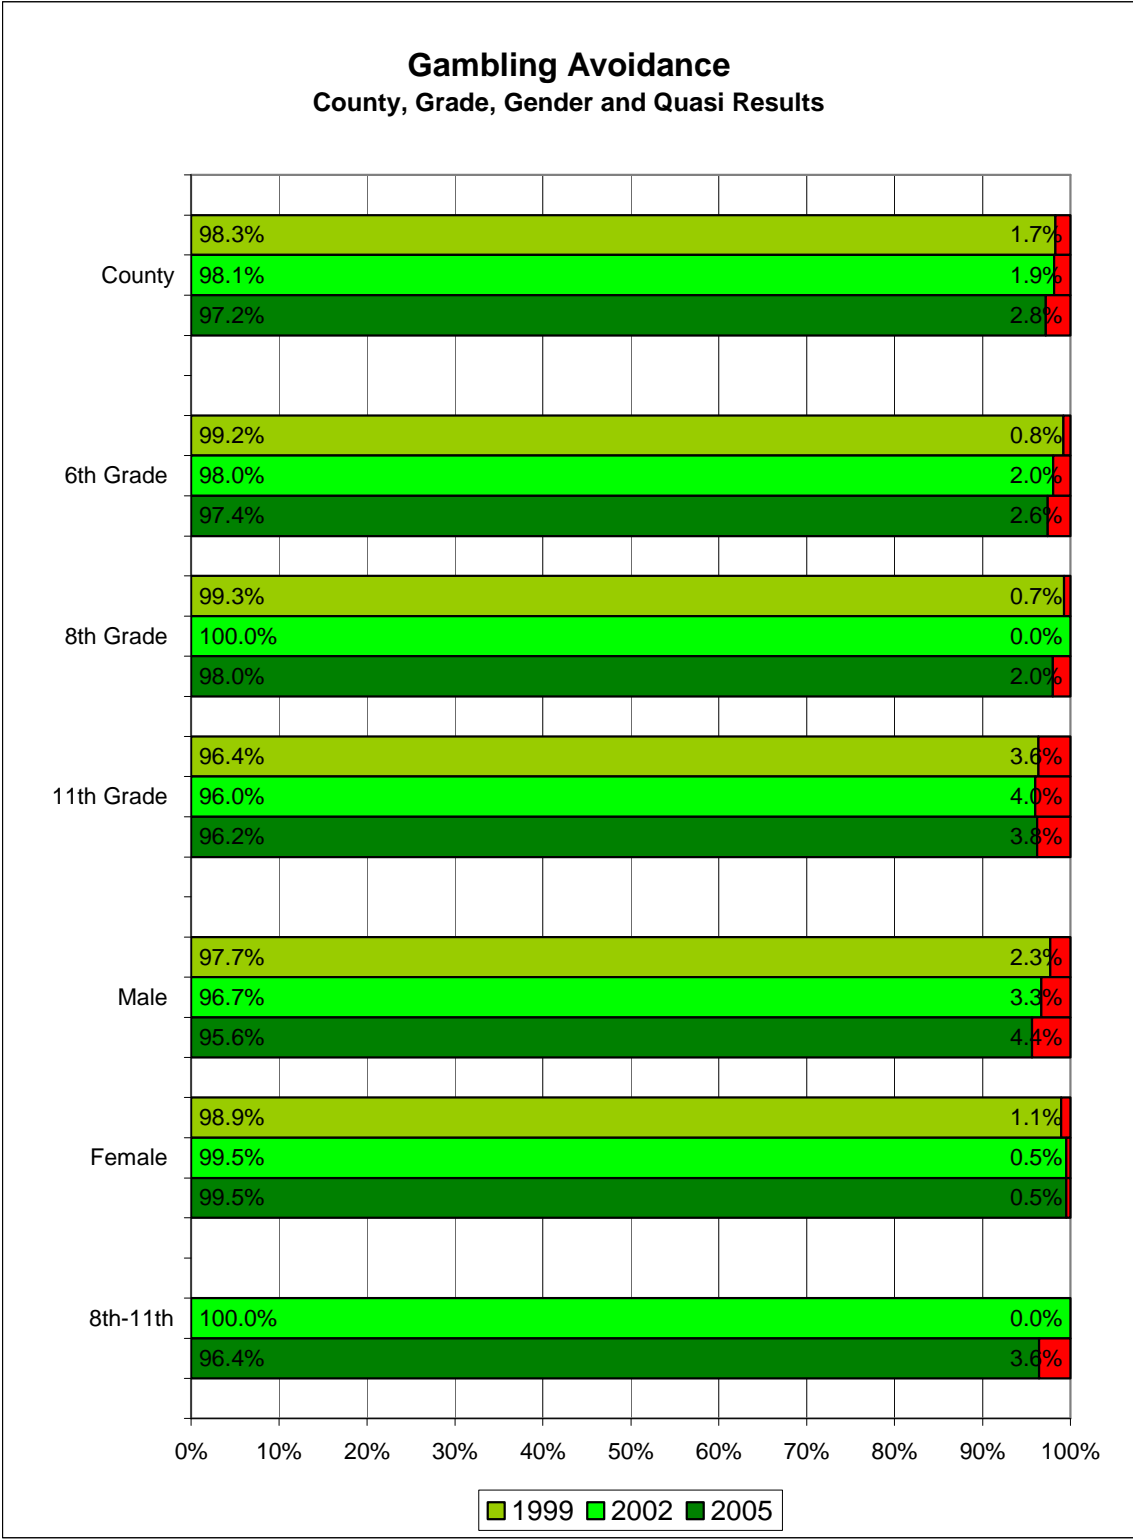 Gambling Avoidance
County, Grade, Gender and Quasi Results
98.3% 1.7%
County 98.1% 1.9%
97.2% 2.8%
99.2% 0.8%
6th Grade 98.0% 2.0%
97.4% 2.6%
99.3% 0.7%
8th Grade 100.0% 0.0%
98.0% 2.0%
96.4% 3.6%
11th Grade 96.0% 4.0%
96.2% 3.8%
97.7% 2.3%
Male 96.7% 3.3%
95.6% 4.4%
98.9% 1.1%
Female 99.5% 0.5%
99.5% 0.5%
8th-11th 100.0% 0.0%
96.4% 3.6%
0% 10% 20% 30% 40% 50% 60% 70% 80% 90% 100%
1999 2002 2005